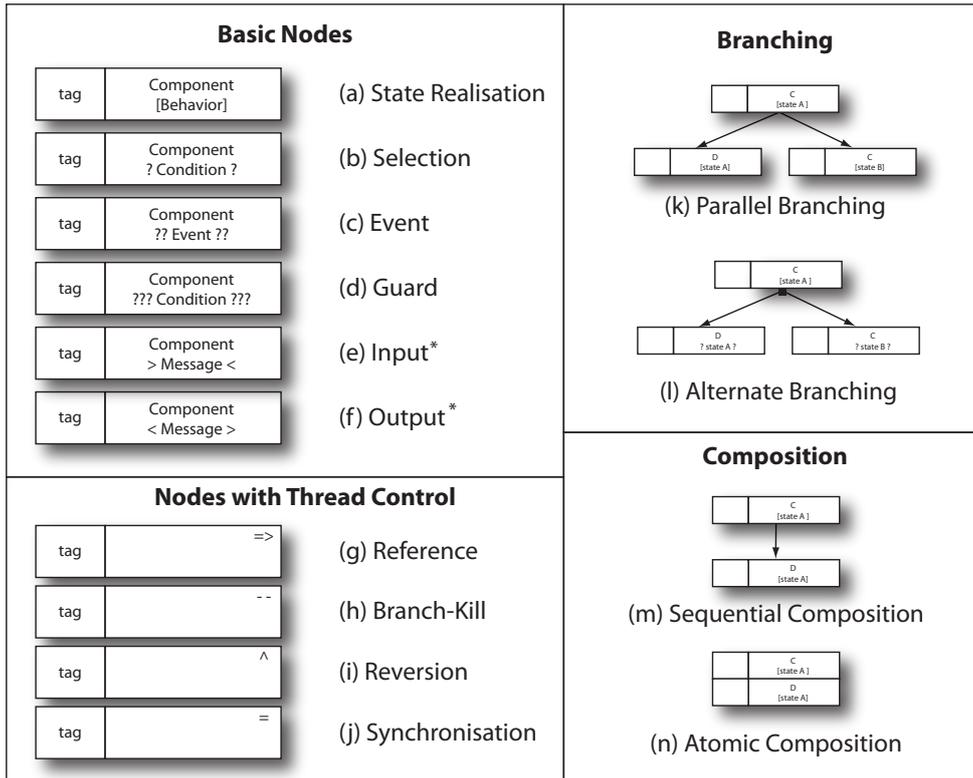 Basic Nodes
tag
Component
[Behavior]
(a) State Realisation
tag
Component
? Condition ?
(b) Selection
tag
Component
?? Event ??
(c) Event
tag
Component
??? Condition ???
(d) Guard
tag
Component
> Message <
(e) Input*
tag
Component
< Message >
(f) Output*
Nodes with Thread Control
tag
=>
(g) Reference
tag
--
(h) Branch-Kill
tag
^
(i) Reversion
tag
=
(j) Synchronisation
Branching
C
[state A ]
D
[state A]
C
[state B]
(k) Parallel Branching
C
[state A ]
D
? state A ?
C
? state B ?
(l) Alternate Branching
Composition
C
[state A ]
D
[state A]
(m) Sequential Composition
C
[state A ]
D
[state A]
(n) Atomic Composition